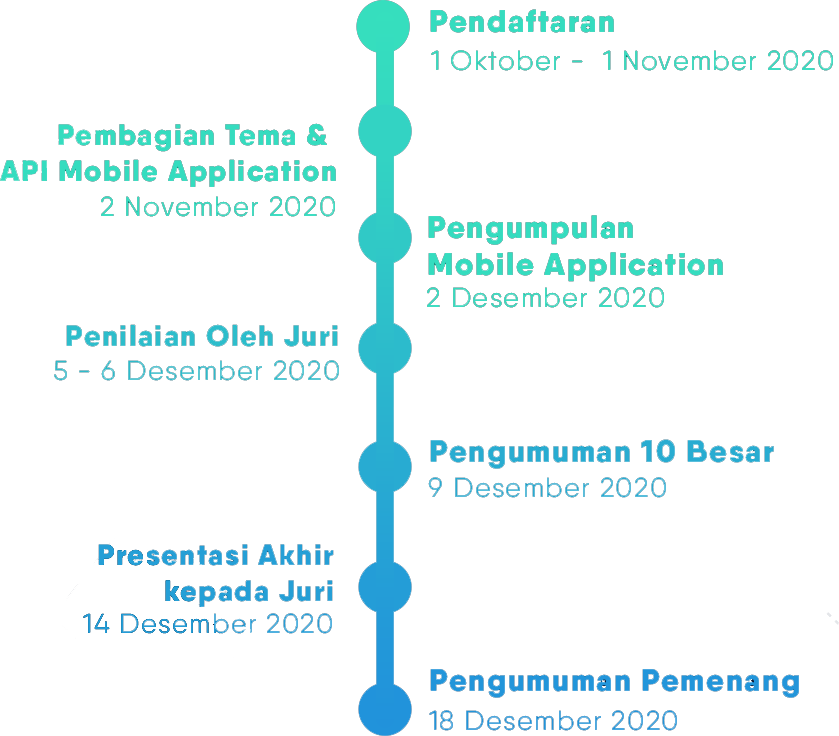 Pendaftaran
1 Oktober - 1 November 2020
Pembagian Tema &
API Mobile Application
2 November 2020
Pengumpulan
Mobile Application
2 Desember 2020
Penilaian Oleh Juri
5 - 6 Desember 2020
Pengumuman 10 Besar
9 Desember 2020
Presentasi Akhir
kepada Juri
14 Desember 2020
Pengumuman Pemenang
18 Desember 2020